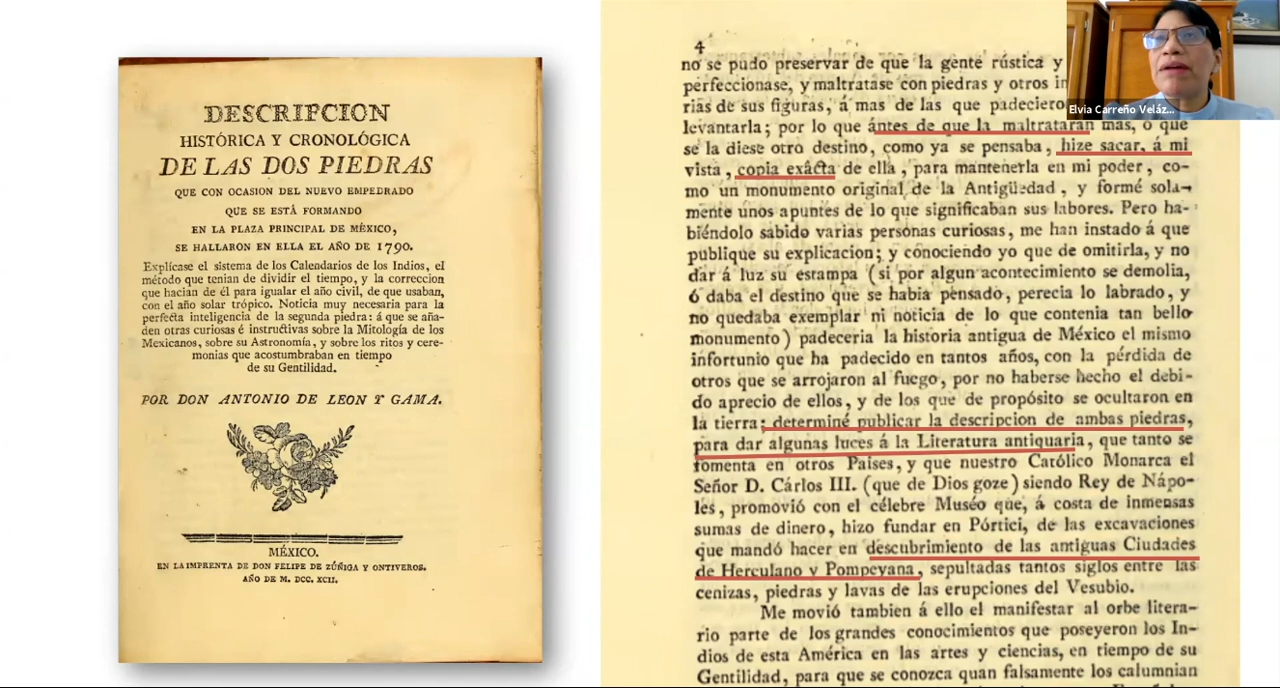 DESCRIPCION
HISTÓRICA Y CRONOLÓGICA
DE LAS DOS PIEDRAS
QUE CON OCASION DEL NUEVO EMPEDRADO
QUE SE ESTÁ FORMANDO
EN LA PLAZA PRINCIPAL DE MÉXICO,
SE HALLARON EN ELLA EL AÑO DE 1790.
Explícase el sistema de los Calendarios de los Indios, el
método que tenian de dividir el tiempo, y la correccion
que hacian de él para igualar el año civil, de que usaban,
con el año solar trópico. Noticia muy necesaria para la
perfecta inteligencia de la segunda piedra: á que se aña-
den otras curiosas é instructivas sobre la Mitología de los
Mexicanos, sobre su Astronomía, y sobre los ritos y cere-
monias que acostumbraban en tiempo
de su Gentilidad.
POR DON ANTONIO DE LEON Y GAMA.
MÉXICO.
EN LA IMPRENTA DE DON FELIPE DE ZÚÑIGA Y ONTIVEROS.
AÑO DE M. DCC. XCII.
4
no se pudo preservar de que la gente rústica y
perfeccionase, y maltratase con piedras y otros in
rias de sus figuras, á mas de las que padeciero
levantarla; por lo que ántes de que la maltrataran mas, ó que
se la diese otro destino, como ya se pensaba, hize sacar, á mi
vista, copia exâcta de ella, para mantenerla en mi poder, co-
mo un monumento original de la Antigüedad, y formé sola-
mente unos apuntes de lo que significaban sus labores. Pero ha-
biéndolo sabido varias personas curiosas, me han instado á que
publique su explicacion; y conociendo yo que de omitirla, y no
dar á luz su estampa (si por algun acontecimiento se demolia,
ó daba el destino que se habia pensado, perecia lo labrado, y
no quedaba exemplar ni noticia de lo que contenia tan bello
monumento) padeceria la historia antigua de México el mismo
infortunio que ha padecido en tantos años, con la pérdida de
otros que se arrojaron al fuego, por no haberse hecho el debi-
do aprecio de ellos, y de los que de propósito se ocultaron en
la tierra; determiné publicar la descripcion de ambas piedras,
para dar algunas luces á la Literatura antiquaria, que tanto se
fomenta en otros Paises, y que nuestro Católico Monarca el
Señor D. Cárlos III. (que de Dios goze) siendo Rey de Nápo-
les, promovió con el célebre Muséo que, á costa de inmensas
sumas de dinero, hizo fundar en Pórtici, de las excavaciones
que mandó hacer en descubrimiento de las antiguas Ciudades
de Herculano y Pompeyana, sepultadas tantos siglos entre las
cenizas, piedras y lavas de las erupciones del Vesubio.
Me movió tambien á ello el manifestar al orbe litera-
rio parte de los grandes conocimientos que poseyeron los In-
dios de esta América en las artes y ciencias, en tiempo de su
Gentilidad, para que se conozca quan falsamente los calumnian
Elvia Carreño Veláz...